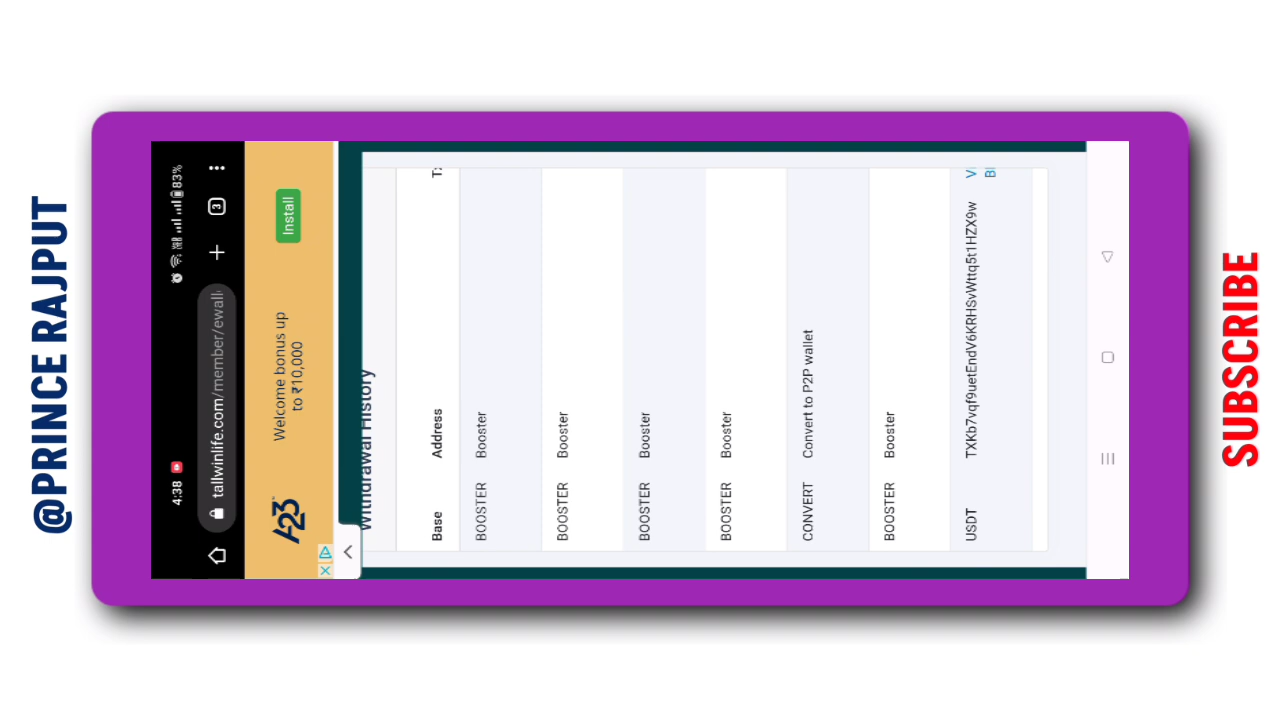 @PRINCE RAJPUT
4:38
83%
tallwinlife.com/member/ewall
3
A23
Welcome bonus up
to ₹10,000
Install
Withdrawal History
Base Address T
BOOSTER Booster
BOOSTER Booster
BOOSTER Booster
BOOSTER Booster
CONVERT Convert to P2P wallet
BOOSTER Booster
USDT TXKb7vqf9uetEndV6KRHSvWttq5t1HZX9w V
B
SUBSCRIBE